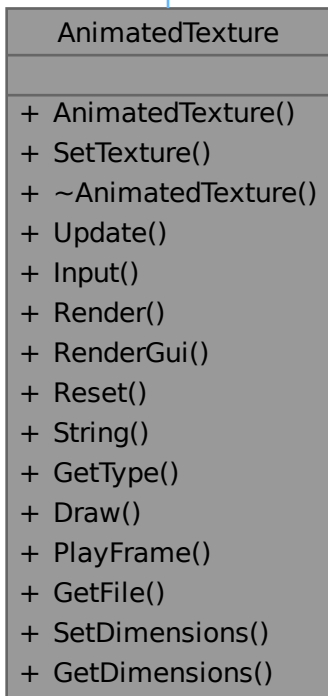 AnimatedTexture
+ AnimatedTexture()
+ SetTexture()
+ ~AnimatedTexture()
+ Update()
+ Input()
+ Render()
+ RenderGui()
+ Reset()
+ String()
+ GetType()
+ Draw()
+ PlayFrame()
+ GetFile()
+ SetDimensions()
+ GetDimensions()